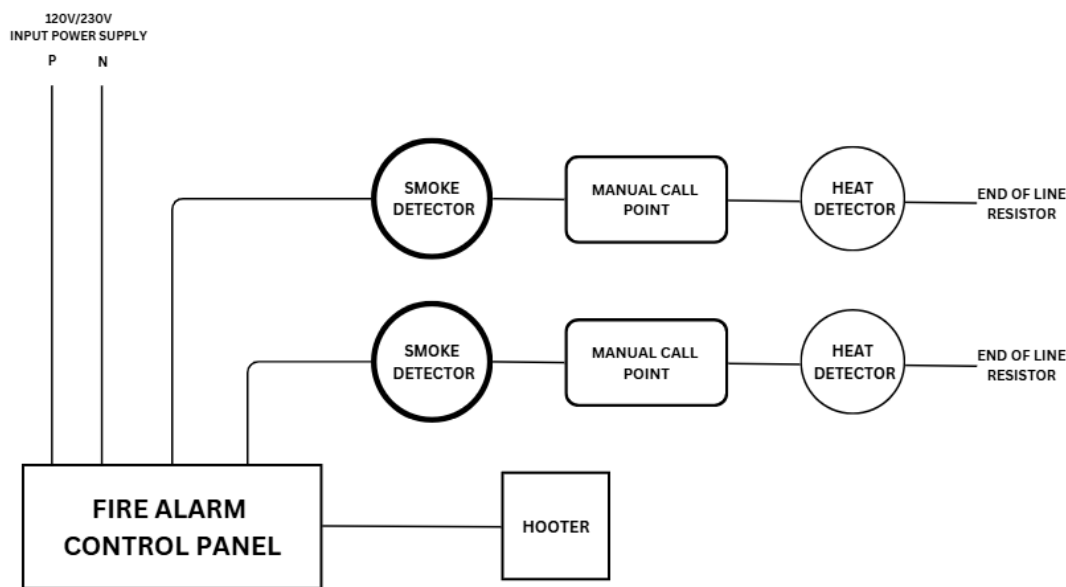 120V/230V
INPUT POWER SUPPLY
P
N
SMOKE
DETECTOR
MANUAL CALL
POINT
HEAT
DETECTOR
END OF LINE
RESISTOR
SMOKE
DETECTOR
MANUAL CALL
POINT
HEAT
DETECTOR
END OF LINE
RESISTOR
FIRE ALARM
CONTROL PANEL
HOOTER